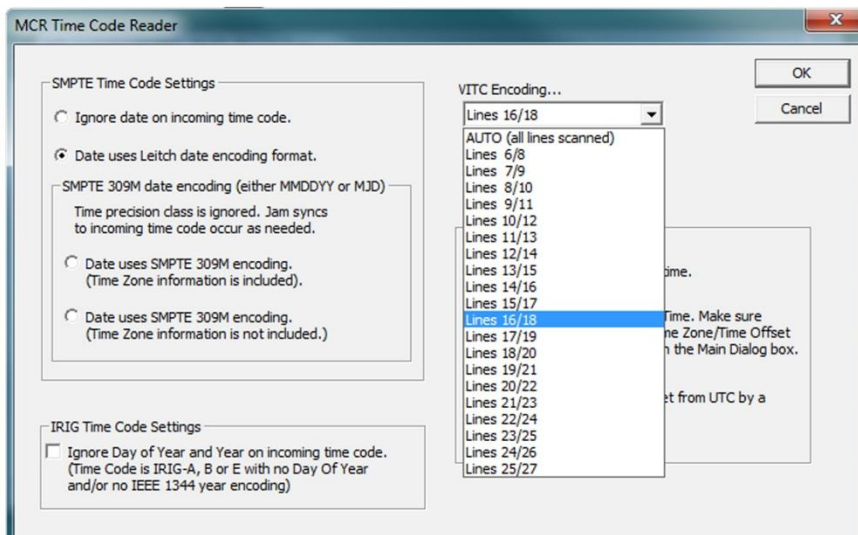 MCR Time Code Reader
SMPTE Time Code Settings
Ignore date on incoming time code.
Date uses Leitch date encoding format.
SMPTE 309M date encoding (either MMDDYY or MJD)
Time precision class is ignored. Jam syncs
to incoming time code occur as needed.
Date uses SMPTE 309M encoding.
(Time Zone information is included).
Date uses SMPTE 309M encoding.
(Time Zone information is not included.)
IRIG Time Code Settings
Ignore Day of Year and Year on incoming time code.
(Time Code is IRIG-A, B or E with no Day Of Year
and/or no IEEE 1344 year encoding)
VITC Encoding...
Lines 16/18
AUTO (all lines scanned)
Lines 6/8
Lines 7/9
Lines 8/10
Lines 9/11
Lines 10/12
Lines 11/13
Lines 12/14
Lines 13/15
Lines 14/16
Lines 15/17
Lines 16/18
Lines 17/19
Lines 18/20
Lines 19/21
Lines 20/22
Lines 21/23
Lines 22/24
Lines 23/25
Lines 24/26
Lines 25/27
ime.
Time. Make sure
me Zone/Time Offset
n the Main Dialog box.
et from UTC by a
OK
Cancel